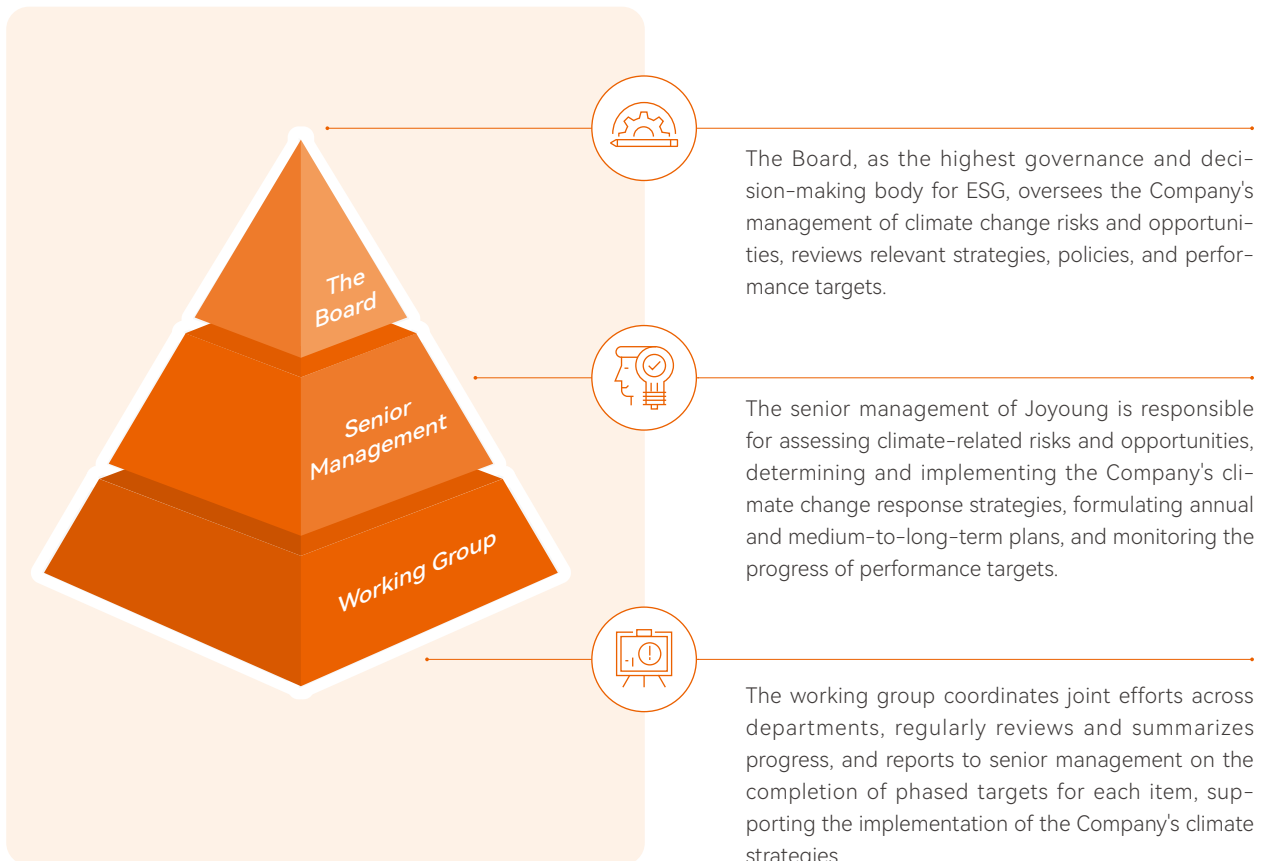 The
Board
Senior
Management
Working Group
The Board, as the highest governance and deci-
sion-making body for ESG, oversees the Company's
management of climate change risks and opportuni-
ties, reviews relevant strategies, policies, and perfor-
mance targets.
The senior management of Joyoung is responsible
for assessing climate-related risks and opportunities,
determining and implementing the Company's cli-
mate change response strategies, formulating annual
and medium-to-long-term plans, and monitoring the
progress of performance targets.
The working group coordinates joint efforts across
departments, regularly reviews and summarizes
progress, and reports to senior management on the
completion of phased targets for each item, sup-
porting the implementation of the Company's climate
strategies